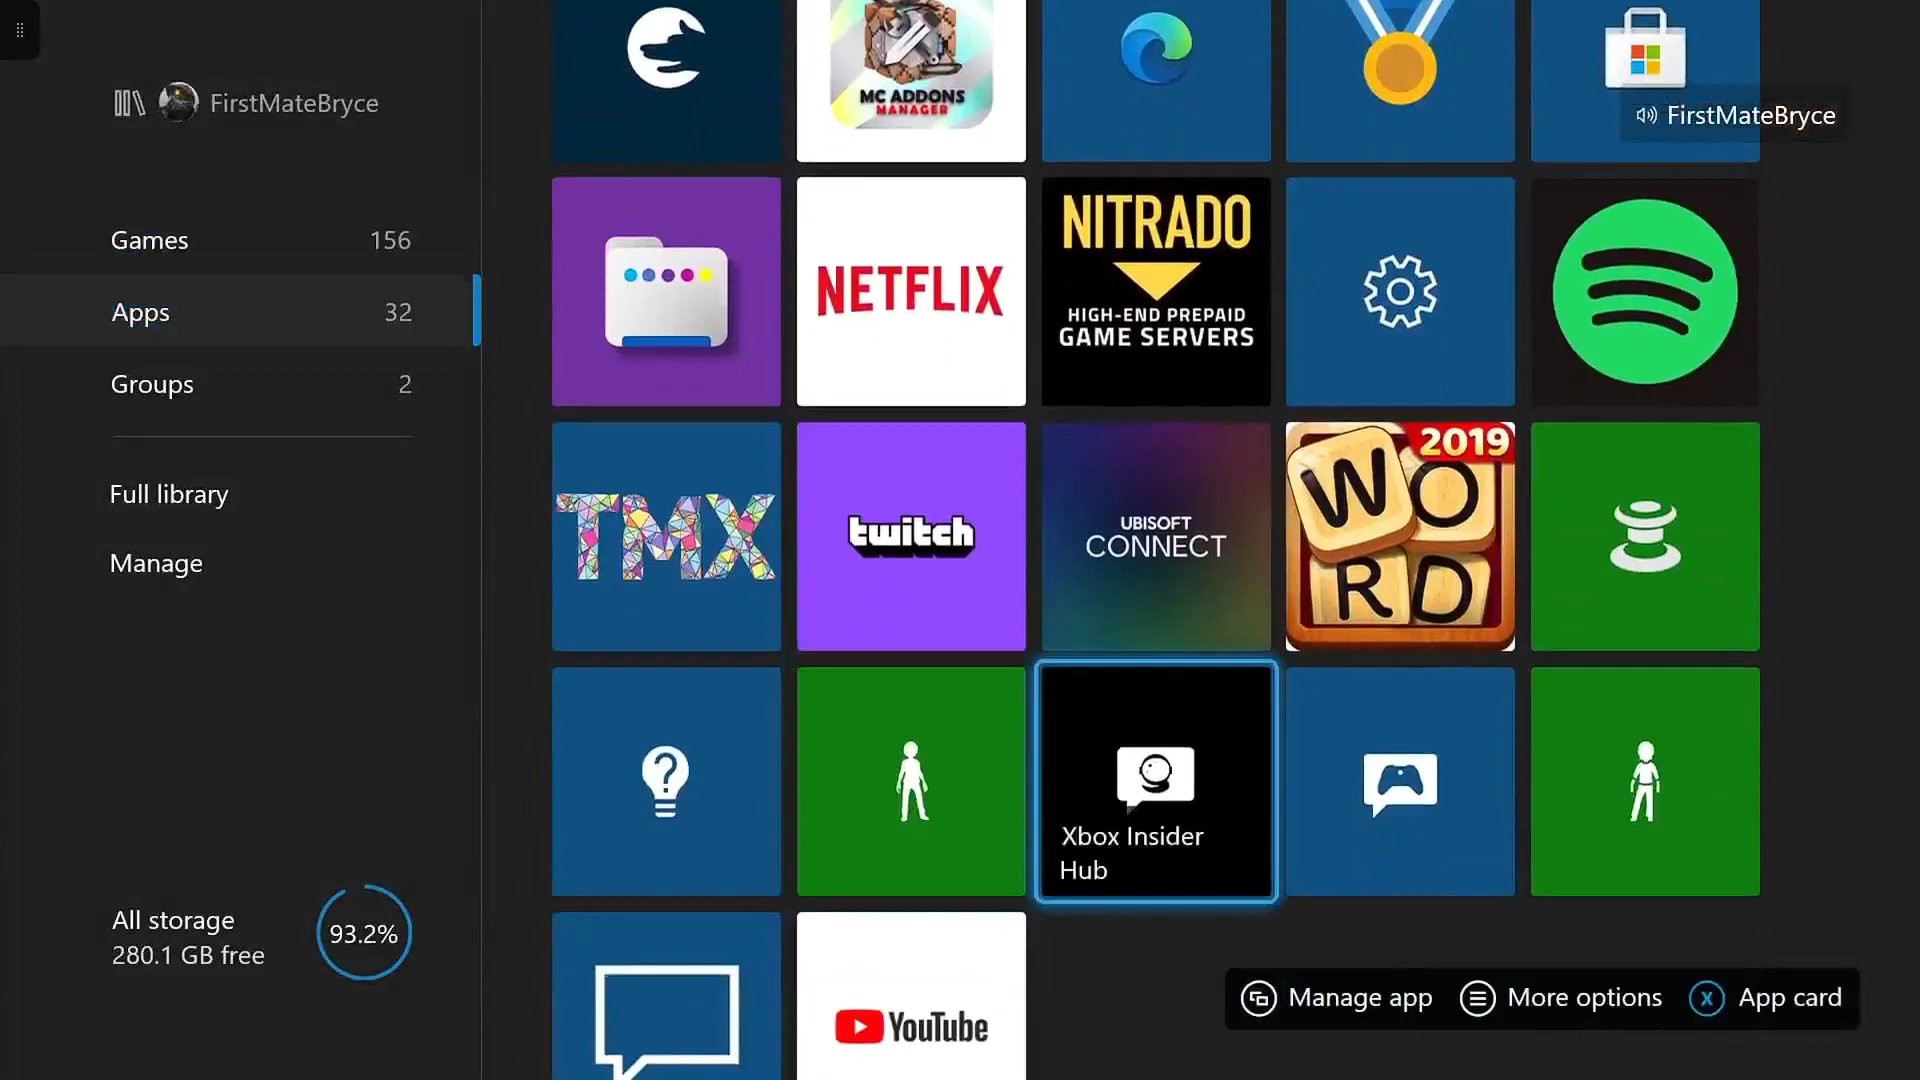 FirstMateBryce
FirstMateBryce
Games 156
Apps 32
Groups 2
Full library
Manage
All storage
280.1 GB free
93.2%
MC ADDONS
MANAGER
NETFLIX
NITRADO
HIGH-END PREPAID
GAME SERVERS
TMX
twitch
UBISOFT
CONNECT
2019
WO
RD
?
Xbox Insider
Hub
YouTube
Manage app
More options
X App card